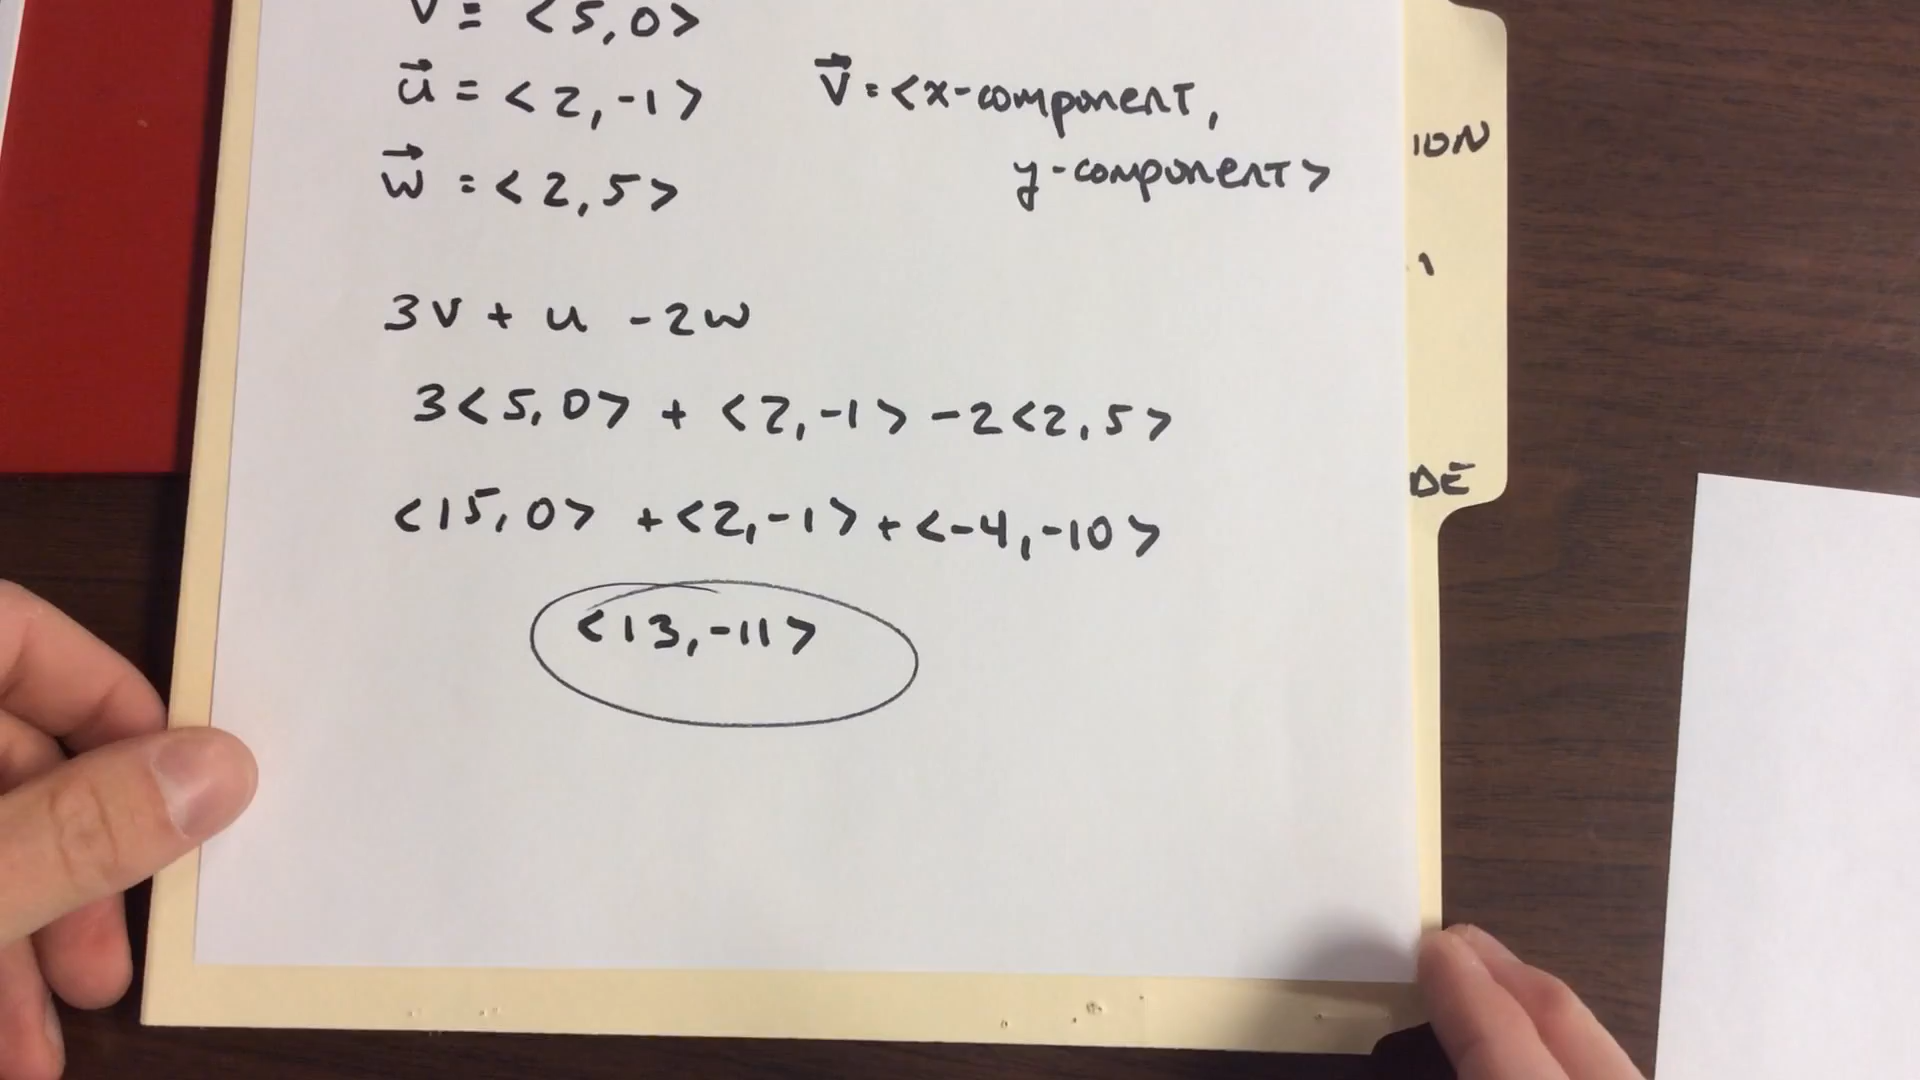 V = <5,0>
u⃗ = <2,-1>
v⃗ = <x-component,
y-component>
w⃗ = <2,5>
3v + u - 2w
3<5,0> + <2,-1> - 2<2,5>
<15,0> + <2,-1> + <-4,-10>
<13,-11>
ION
DE